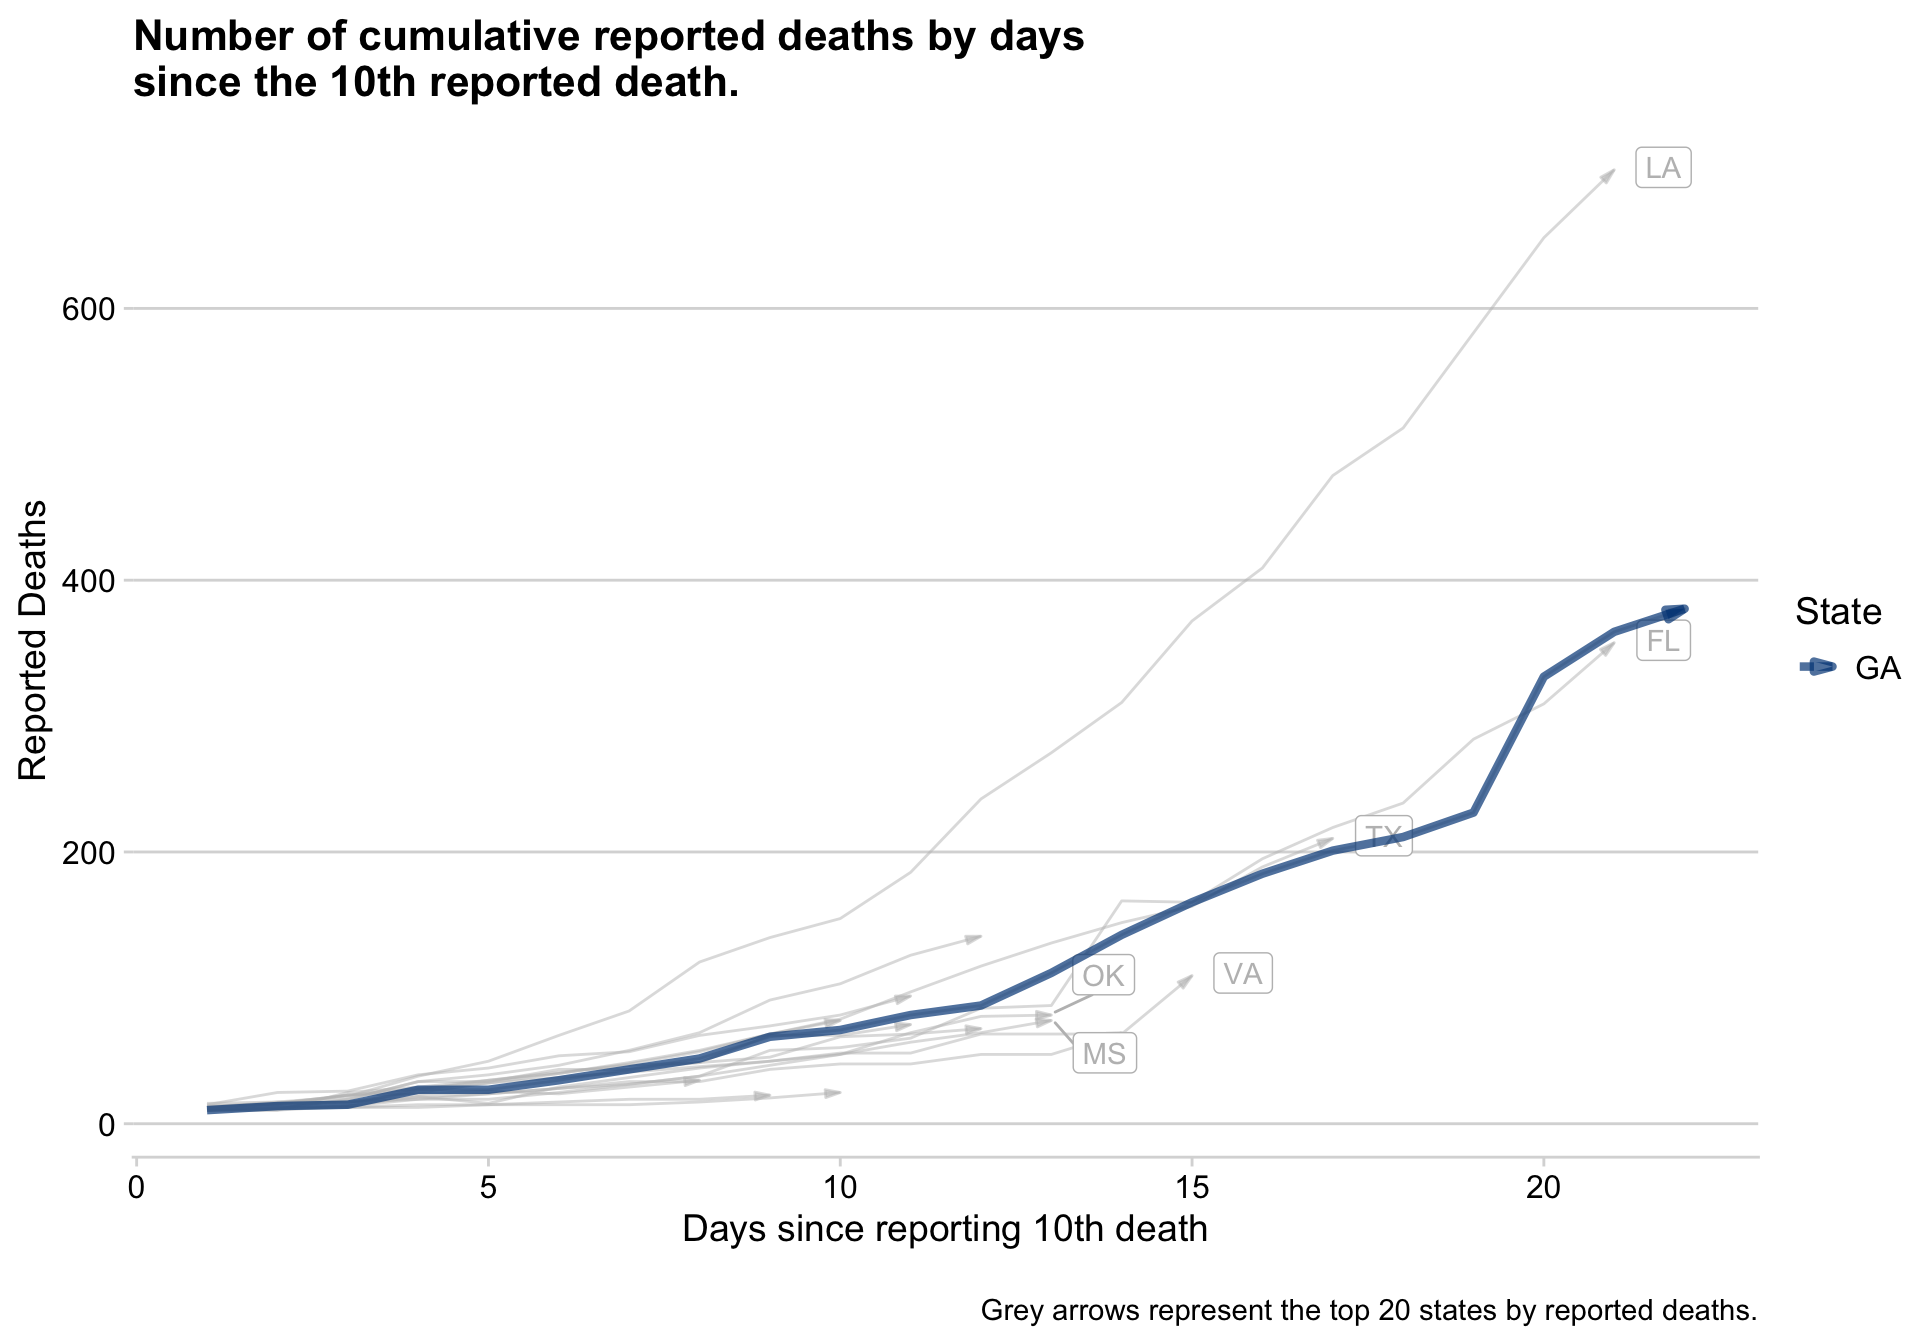 Number of cumulative reported deaths by days
since the 10th reported death.
LA
600
400
State
FL
GA
Reported Deaths
TX
200
OK
VA
MS
0
0 5 10 15 20
Days since reporting 10th death
Grey arrows represent the top 20 states by reported deaths.